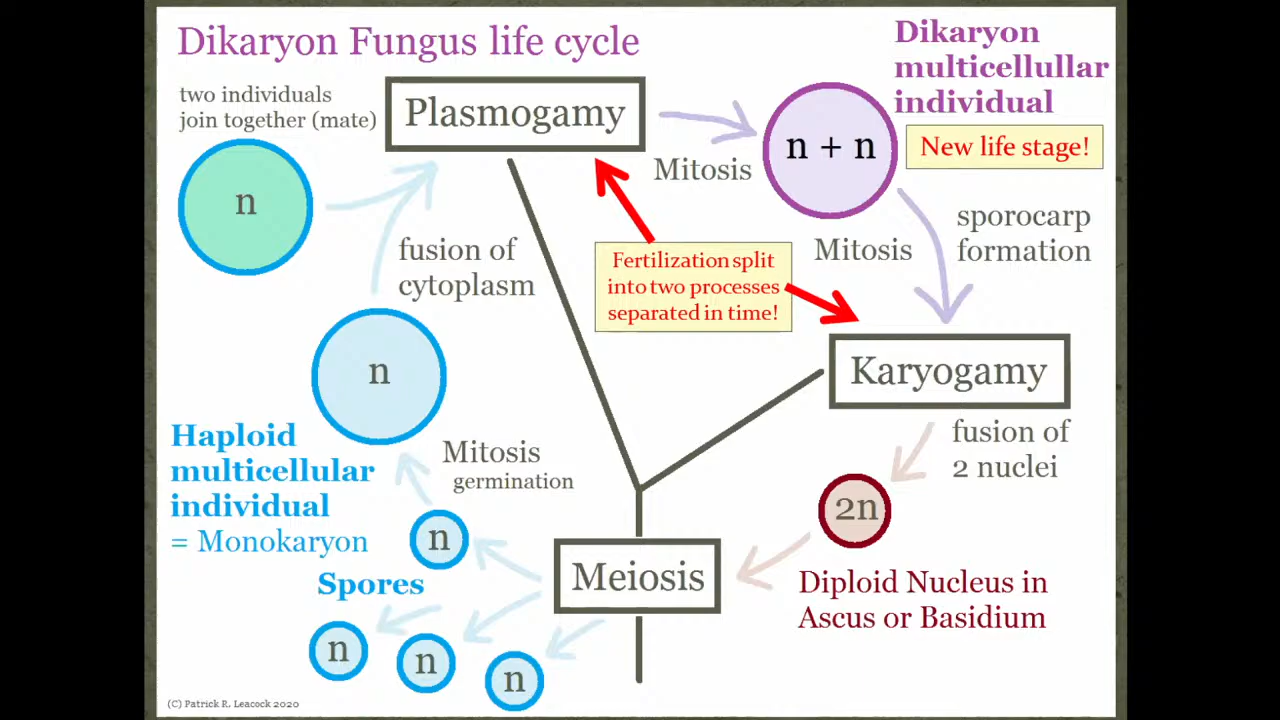 Dikaryon Fungus life cycle
two individuals
join together (mate)
Plasmogamy
Dikaryon
multicellullar
individual
n + n
New life stage!
Mitosis
n
fusion of
cytoplasm
Fertilization split
into two processes
separated in time!
Mitosis
sporocarp
formation
n
Karyogamy
fusion of
2 nuclei
Haploid
multicellular
individual
= Monokaryon
Mitosis
germination
2n
n
Meiosis
Diploid Nucleus in
Ascus or Basidium
Spores
n
n
n
(C) Patrick R. Leacock 2020